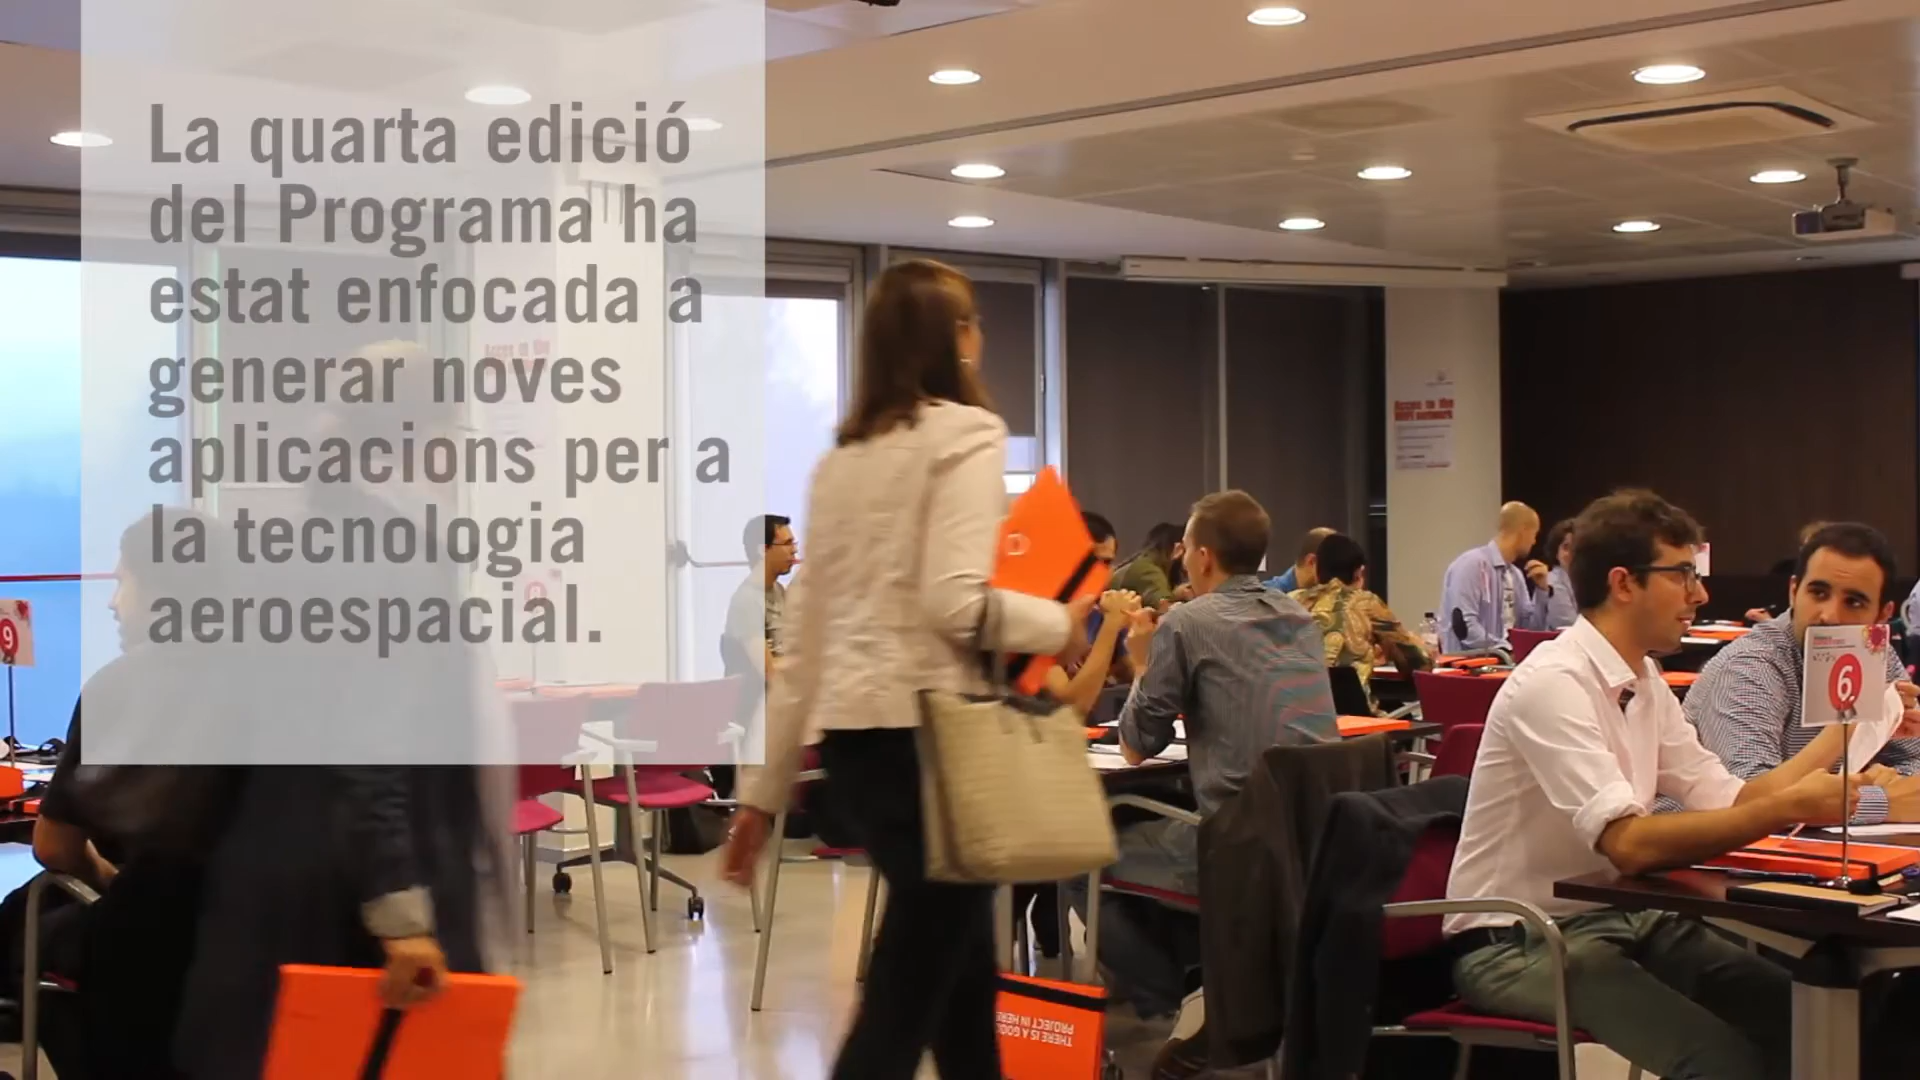 La quarta edició
del Programa ha
estat enfocada a
generar noves
aplicacions per a
la tecnologia
aeroespacial.
9
6
THERE IS A GOOD
PROJECT IN HERE